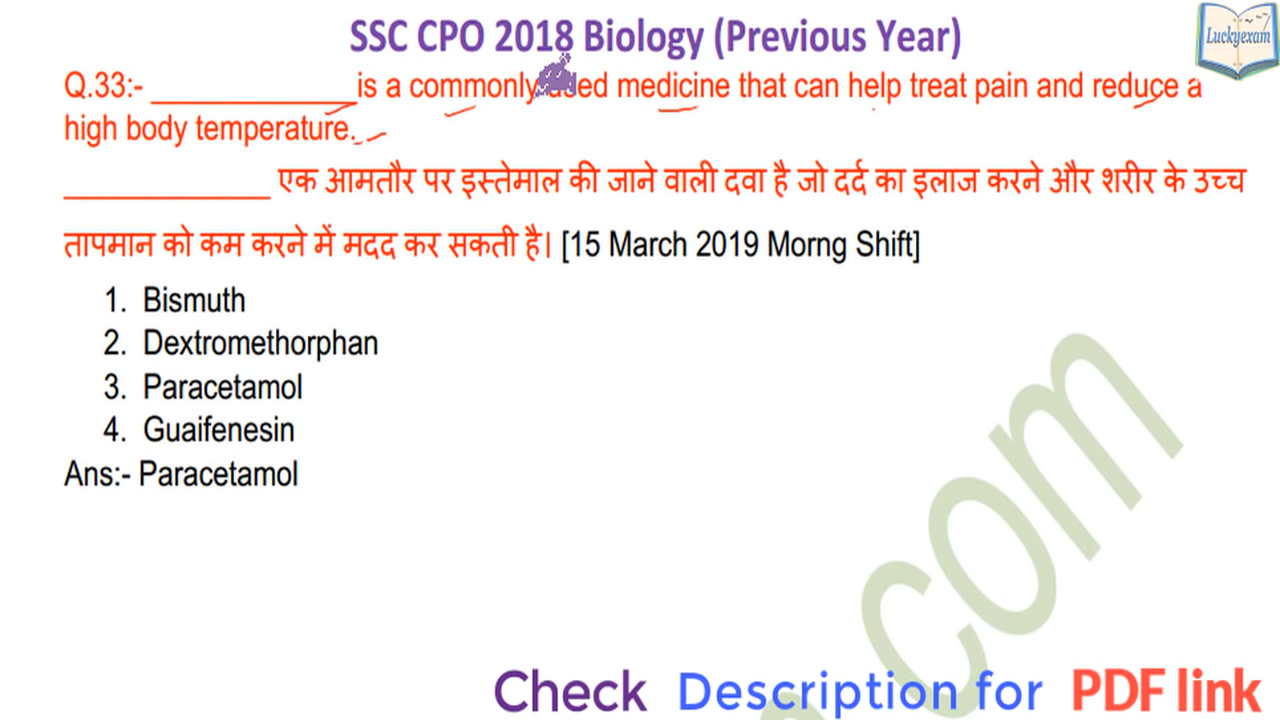 SSC CPO 2018 Biology (Previous Year)
Luckyexam
Q.33:- ____________is a commonly used medicine that can help treat pain and reduce a
high body temperature.
____________ एक आमतौर पर इस्तेमाल की जाने वाली दवा है जो दर्द का इलाज करने और शरीर के उच्च
तापमान को कम करने में मदद कर सकती है। [15 March 2019 Morng Shift]
1. Bismuth
2. Dextromethorphan
3. Paracetamol
4. Guaifenesin
Ans:- Paracetamol
com
Check Description for PDF link